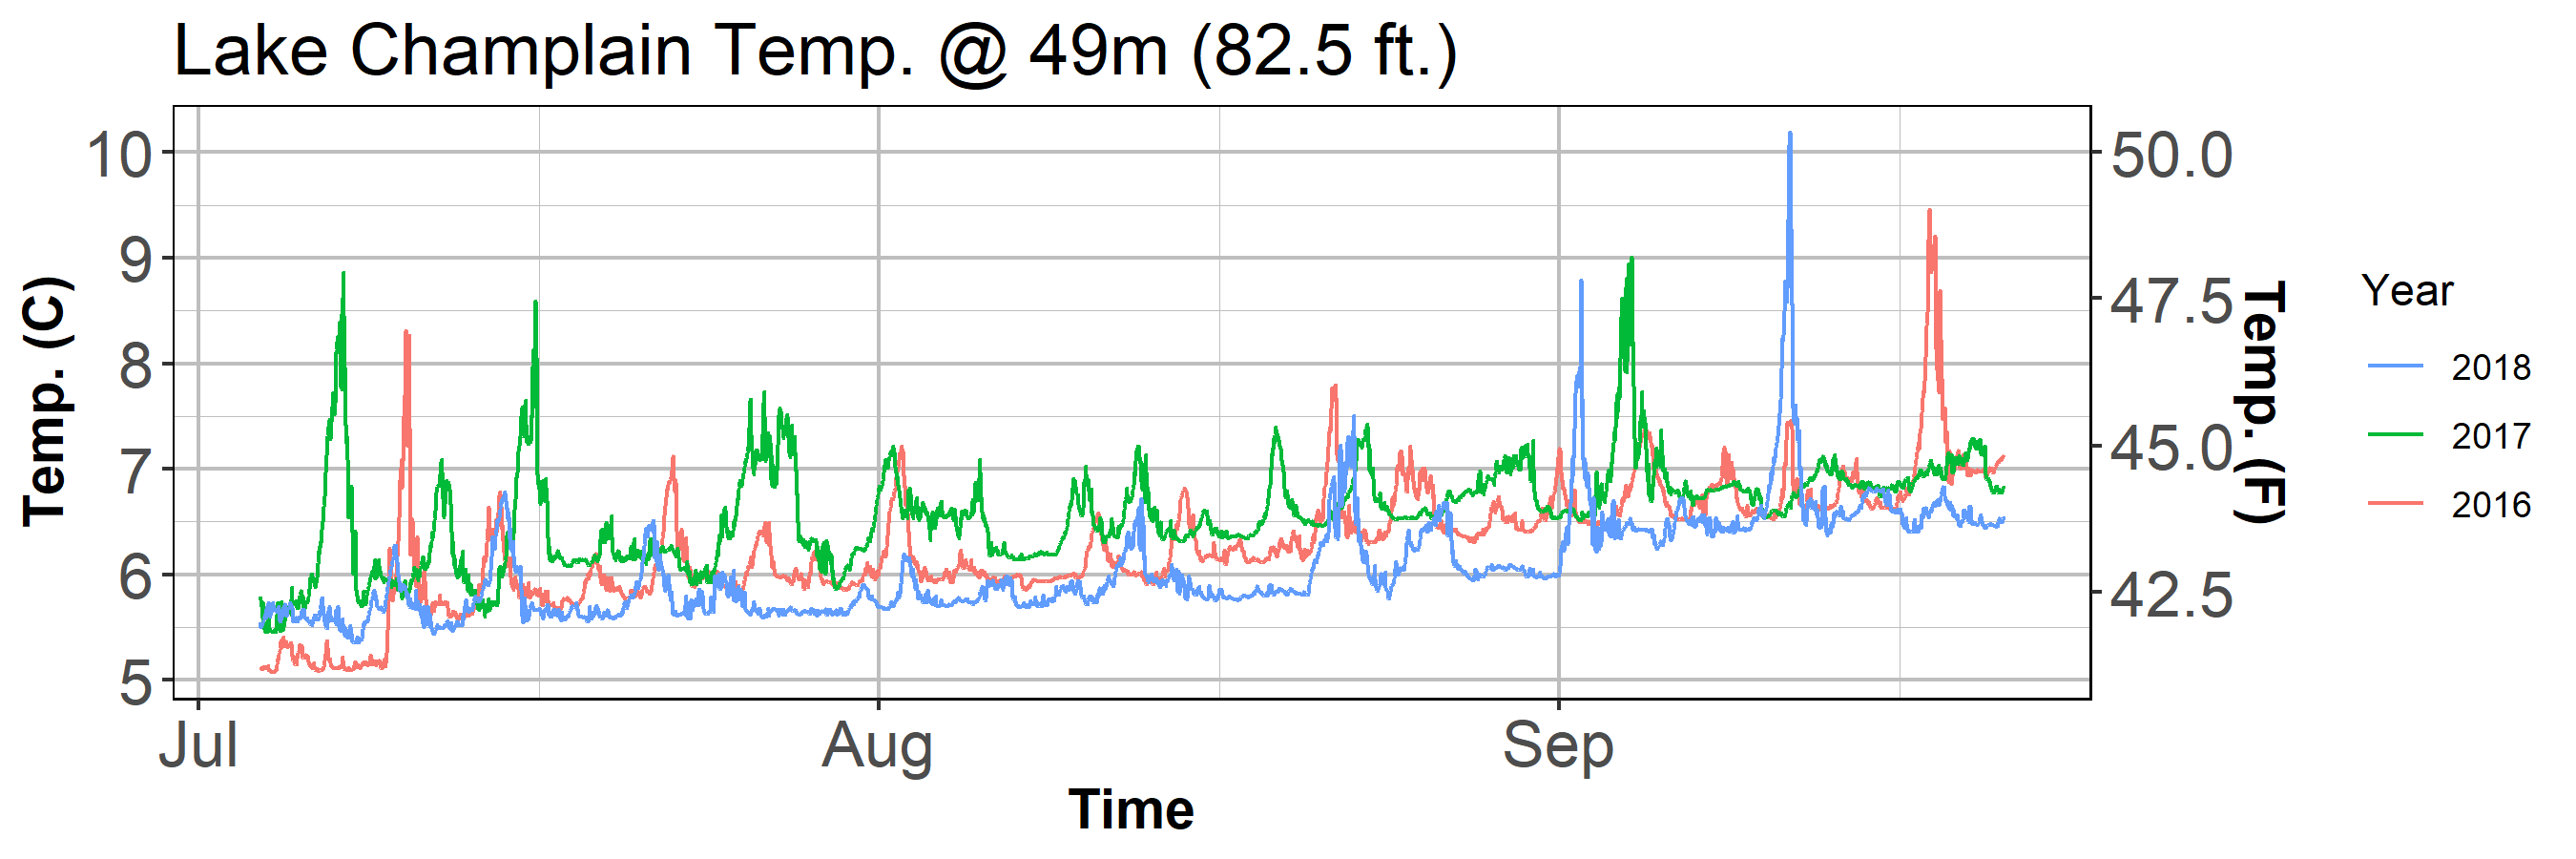 Lake Champlain Temp. @ 49m (82.5 ft.)
Temp. (C)
10
9
8
7
6
5
50.0
47.5
45.0
42.5
Temp. (F)
Jul
Aug
Sep
Time
Year
2018
2017
2016